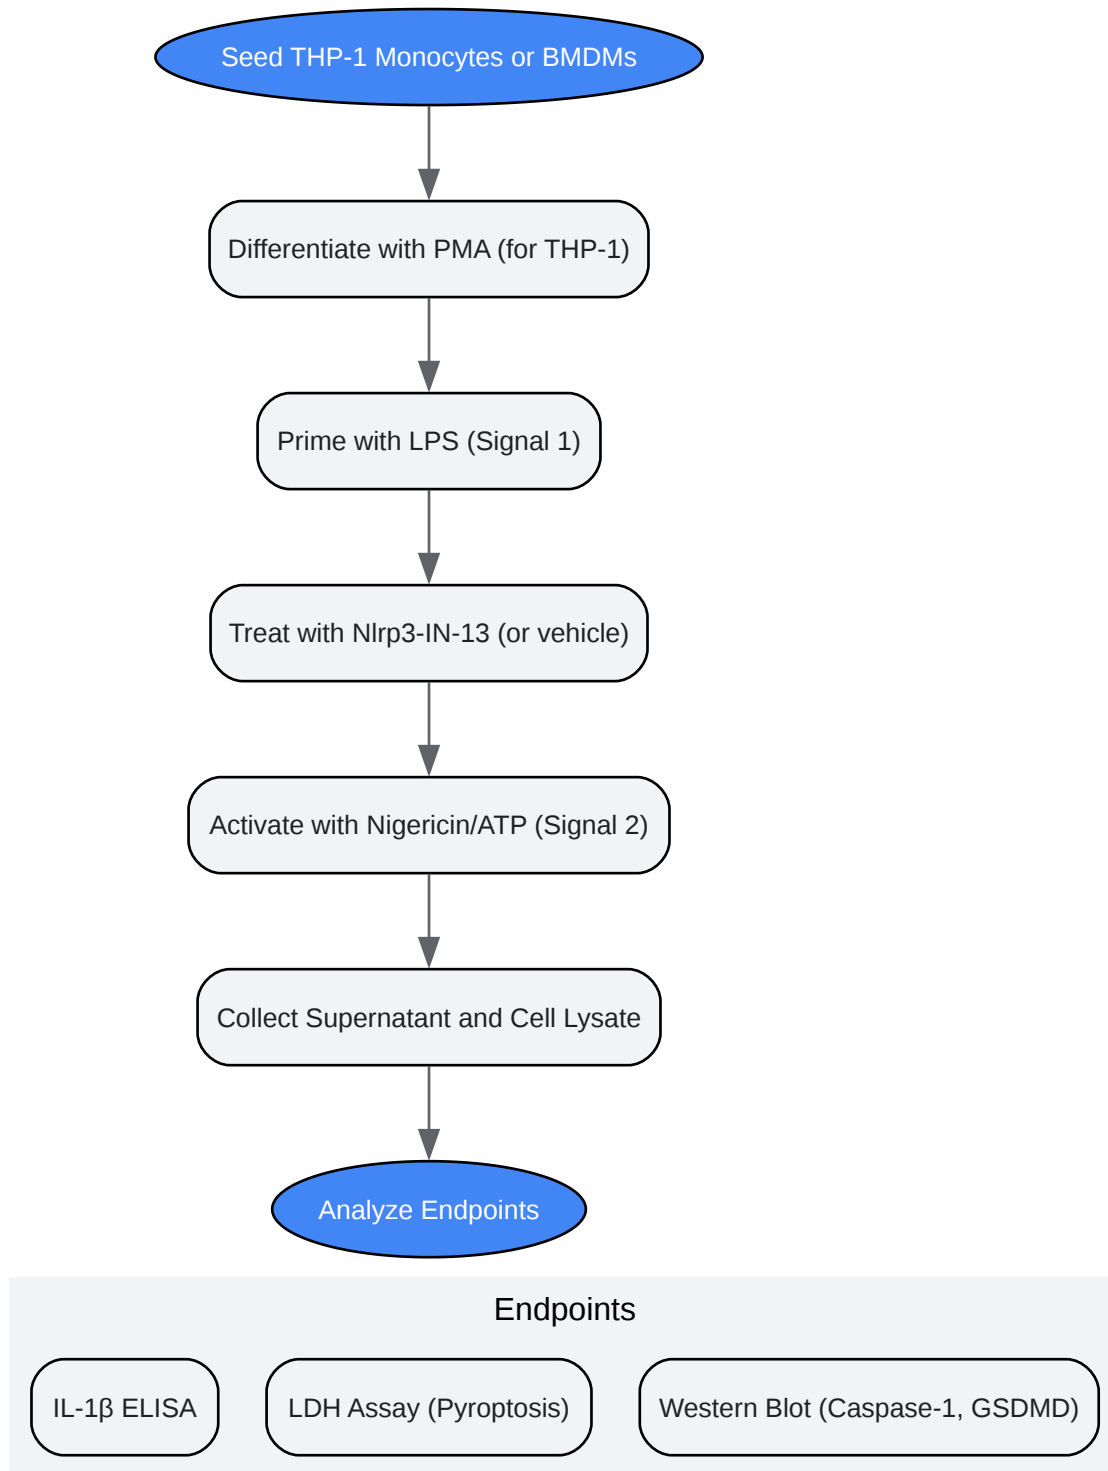 Seed THP-1 Monocytes or BMDMs
Differentiate with PMA (for THP-1)
Prime with LPS (Signal 1)
Treat with Nlrp3-IN-13 (or vehicle)
Activate with Nigericin/ATP (Signal 2)
Collect Supernatant and Cell Lysate
Analyze Endpoints
Endpoints
IL-1β ELISA
LDH Assay (Pyroptosis)
Western Blot (Caspase-1, GSDMD)